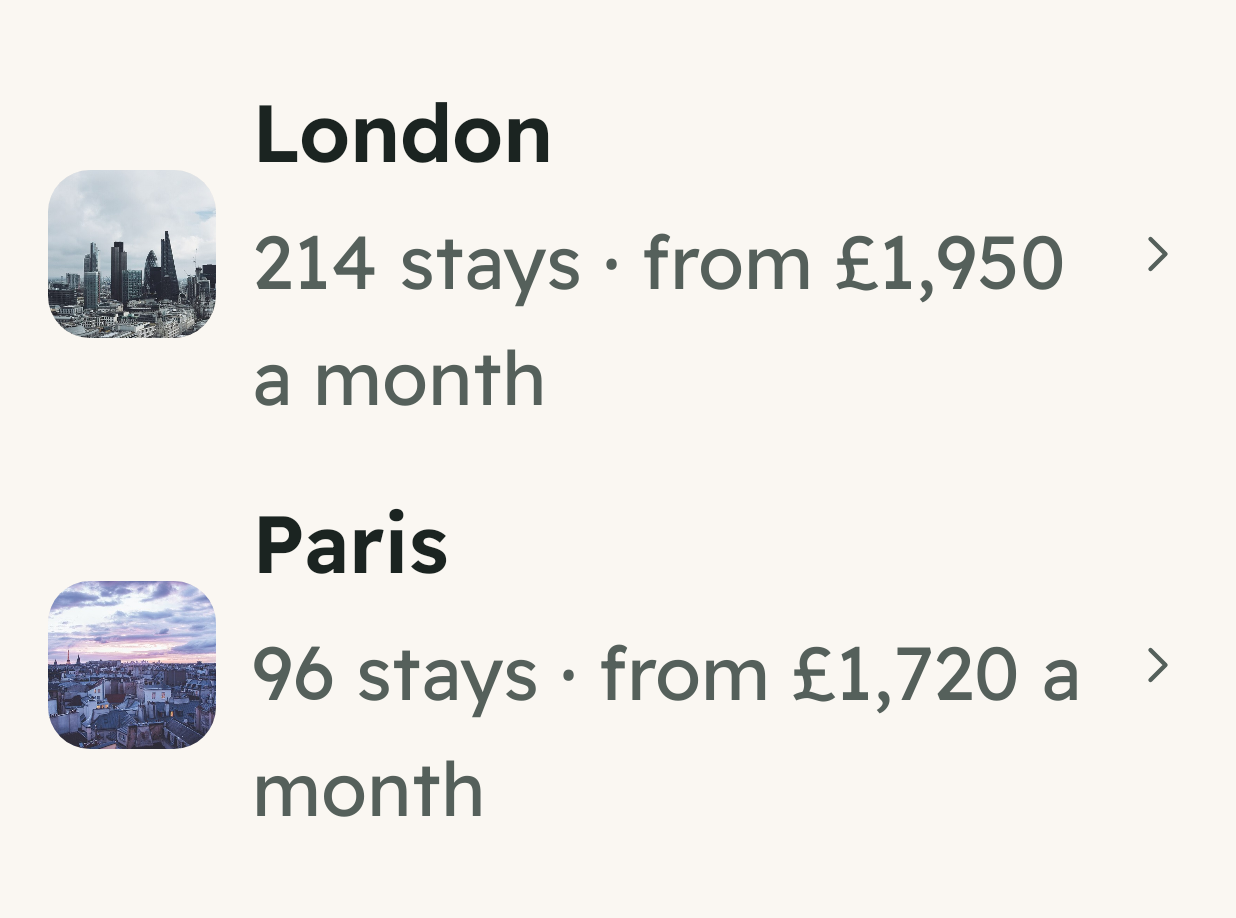 London
214 stays · from £1,950
a month
Paris
96 stays · from £1,720 a
month